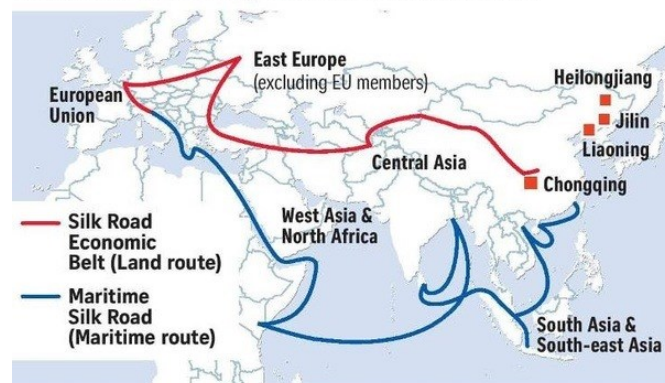 East Europe
(excluding EU members)
Heilongjiang
European
Union
Jilin
Liaoning
Central Asia
Chongqing
West Asia &
North Africa
Silk Road
Economic
Belt (Land route)
Maritime
Silk Road
(Maritime route)
South Asia &
South-east Asia